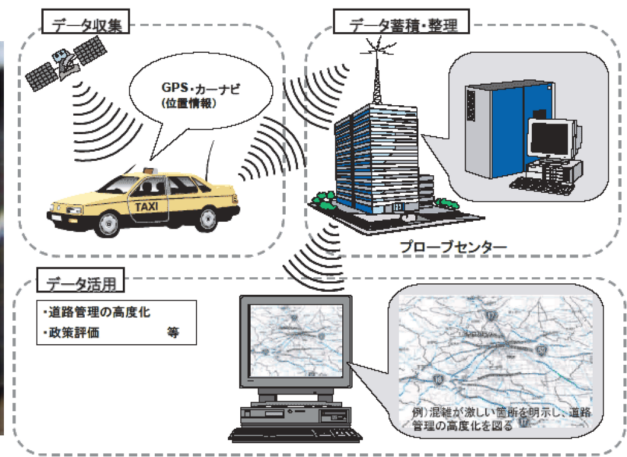 データ収集
データ蓄積・整理
GPS・カーナビ
(位置情報)
TAXI
プローブセンター
データ活用
・道路管理の高度化
・政策評価 等
例)混雑が激しい箇所を明示し、道路
管理の高度化を図る